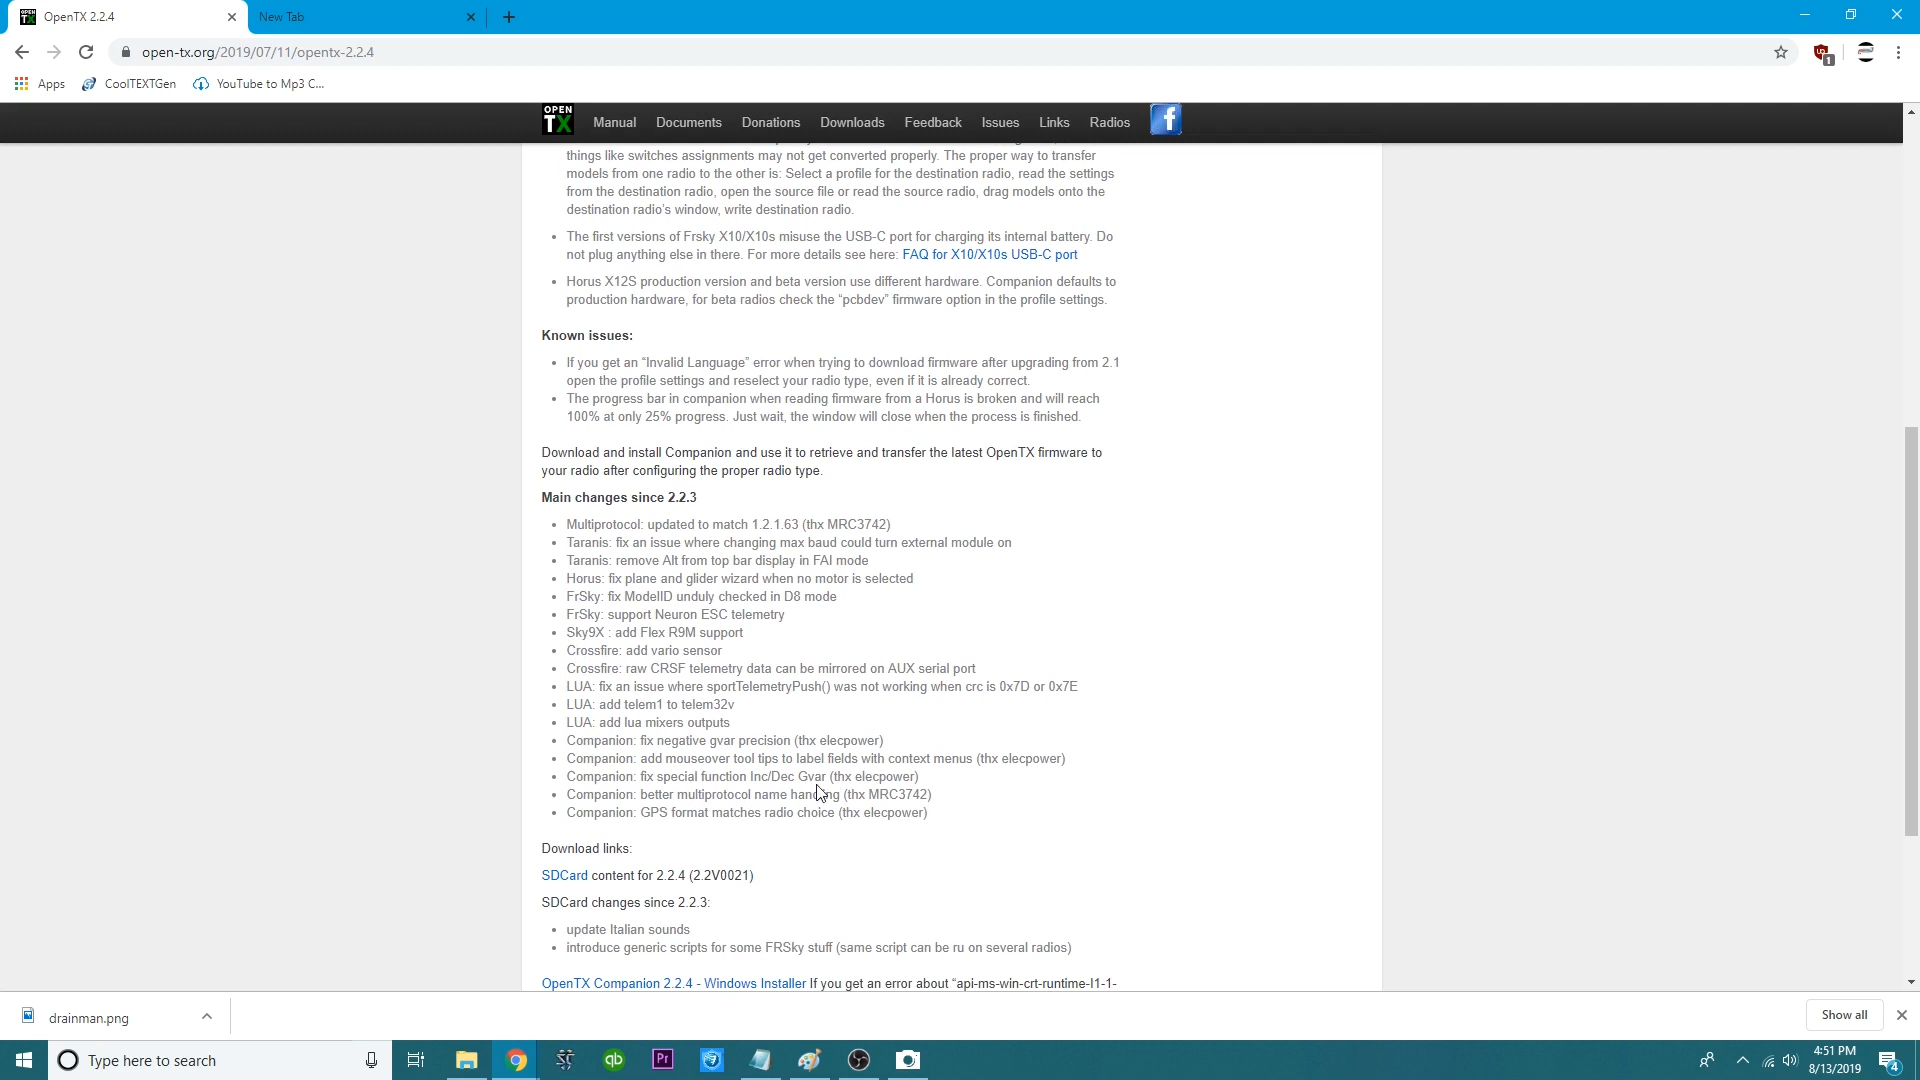 OpenTX 2.2.4
New Tab
open-tx.org/2019/07/11/opentx-2.2.4
1
Apps
CoolTEXTGen
YouTube to Mp3 C...
OPEN
TX
Manual
Documents
Donations
Downloads
Feedback
Issues
Links
Radios
things like switches assignments may not get converted properly. The proper way to transfer
models from one radio to the other is: Select a profile for the destination radio, read the settings
from the destination radio, open the source file or read the source radio, drag models onto the
destination radio's window, write destination radio.
• The first versions of Frsky X10/X10s misuse the USB-C port for charging its internal battery. Do
not plug anything else in there. For more details see here: FAQ for X10/X10s USB-C port
• Horus X12S production version and beta version use different hardware. Companion defaults to
production hardware, for beta radios check the “pcbdev” firmware option in the profile settings.
Known issues:
• If you get an “Invalid Language” error when trying to download firmware after upgrading from 2.1
open the profile settings and reselect your radio type, even if it is already correct.
• The progress bar in companion when reading firmware from a Horus is broken and will reach
100% at only 25% progress. Just wait, the window will close when the process is finished.
Download and install Companion and use it to retrieve and transfer the latest OpenTX firmware to
your radio after configuring the proper radio type.
Main changes since 2.2.3
• Multiprotocol: updated to match 1.2.1.63 (thx MRC3742)
• Taranis: fix an issue where changing max baud could turn external module on
• Taranis: remove Alt from top bar display in FAI mode
• Horus: fix plane and glider wizard when no motor is selected
• FrSky: fix ModelID unduly checked in D8 mode
• FrSky: support Neuron ESC telemetry
• Sky9X : add Flex R9M support
• Crossfire: add vario sensor
• Crossfire: raw CRSF telemetry data can be mirrored on AUX serial port
• LUA: fix an issue where sportTelemetryPush() was not working when crc is 0x7D or 0x7E
• LUA: add telem1 to telem32v
• LUA: add lua mixers outputs
• Companion: fix negative gvar precision (thx elecpower)
• Companion: add mouseover tool tips to label fields with context menus (thx elecpower)
• Companion: fix special function Inc/Dec Gvar (thx elecpower)
• Companion: better multiprotocol name handling (thx MRC3742)
• Companion: GPS format matches radio choice (thx elecpower)
Download links:
SDCard content for 2.2.4 (2.2V0021)
SDCard changes since 2.2.3:
• update Italian sounds
• introduce generic scripts for some FRSky stuff (same script can be ru on several radios)
OpenTX Companion 2.2.4 - Windows Installer If you get an error about “api-ms-win-crt-runtime-l1-1-
drainman.png
Show all
Type here to search
qb
Pr
4:51 PM
8/13/2019
4